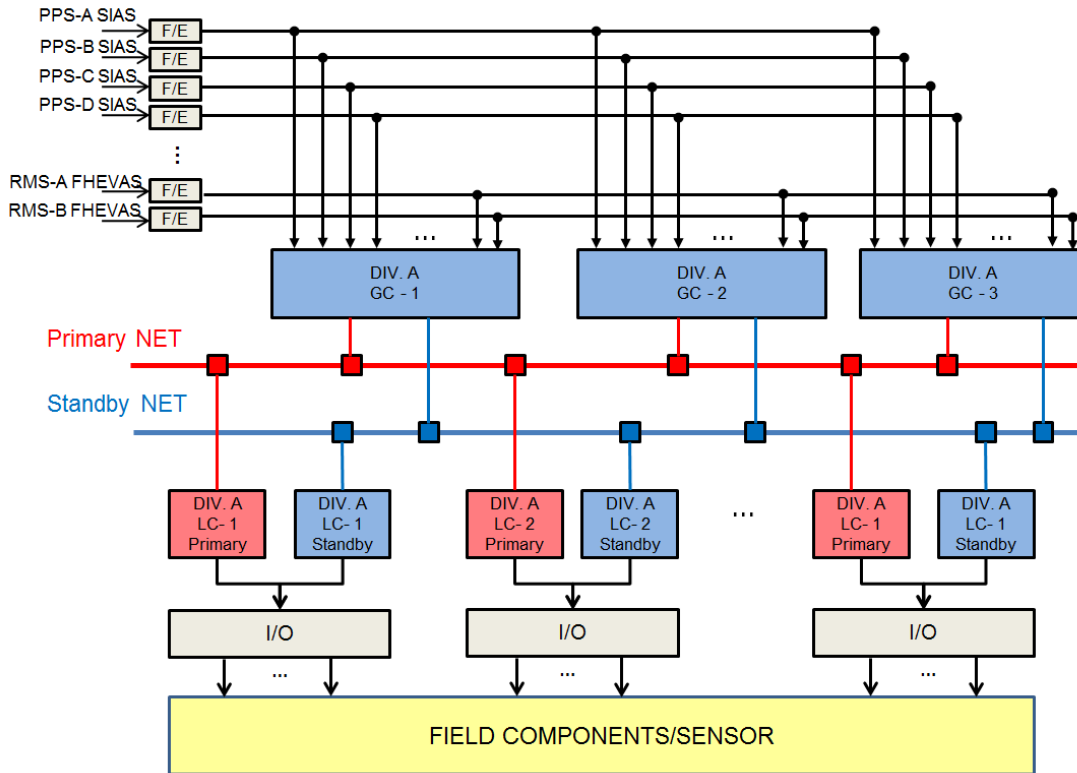 PPS-A SIAS
F/E
PPS-B SIAS
F/E
PPS-C SIAS
F/E
PPS-D SIAS
F/E
...
RMS-A FHEVAS
F/E
RMS-B FHEVAS
F/E
...
...
...
DIV. A
GC - 1
DIV. A
GC - 2
DIV. A
GC - 3
Primary NET
Standby NET
DIV. A
LC- 1
Primary
DIV. A
LC- 1
Standby
DIV. A
LC- 2
Primary
DIV. A
LC- 2
Standby
...
DIV. A
LC- 1
Primary
DIV. A
LC- 1
Standby
I/O
I/O
I/O
...
...
...
FIELD COMPONENTS/SENSOR